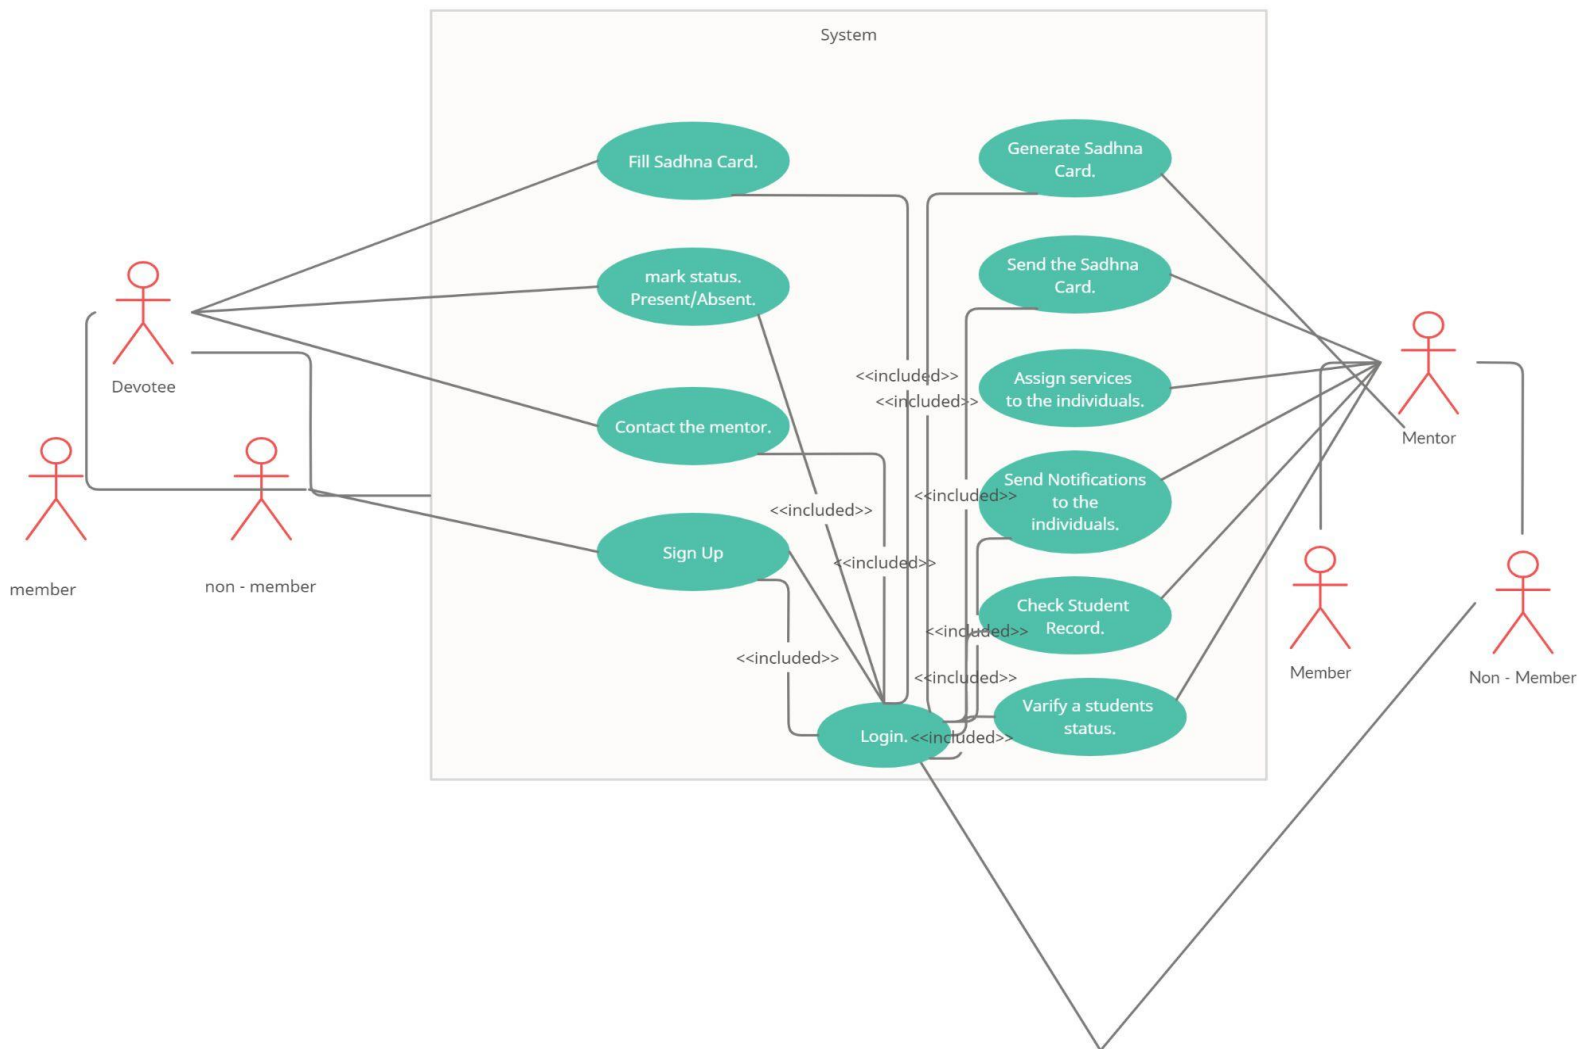 System
Fill Sadhna Card.
Generate Sadhna
Card.
mark status.
Present/Absent.
Send the Sadhna
Card.
Devotee
<<included>>
<<included>>
Assign services
to the individuals.
Contact the mentor.
Mentor
member
non - member
<<included>>
<<included>>
Send Notifications
to the
individuals.
Sign Up
<<included>>
Check Student
Record.
<<included>>
<<included>>
<<included>>
Member
Non - Member
Login.
<<included>>
Varify a students
status.